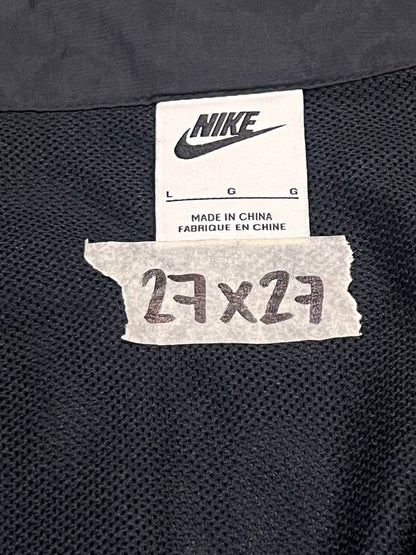 NIKE
L G G
MADE IN CHINA
FABRIQUE EN CHINE
27x27